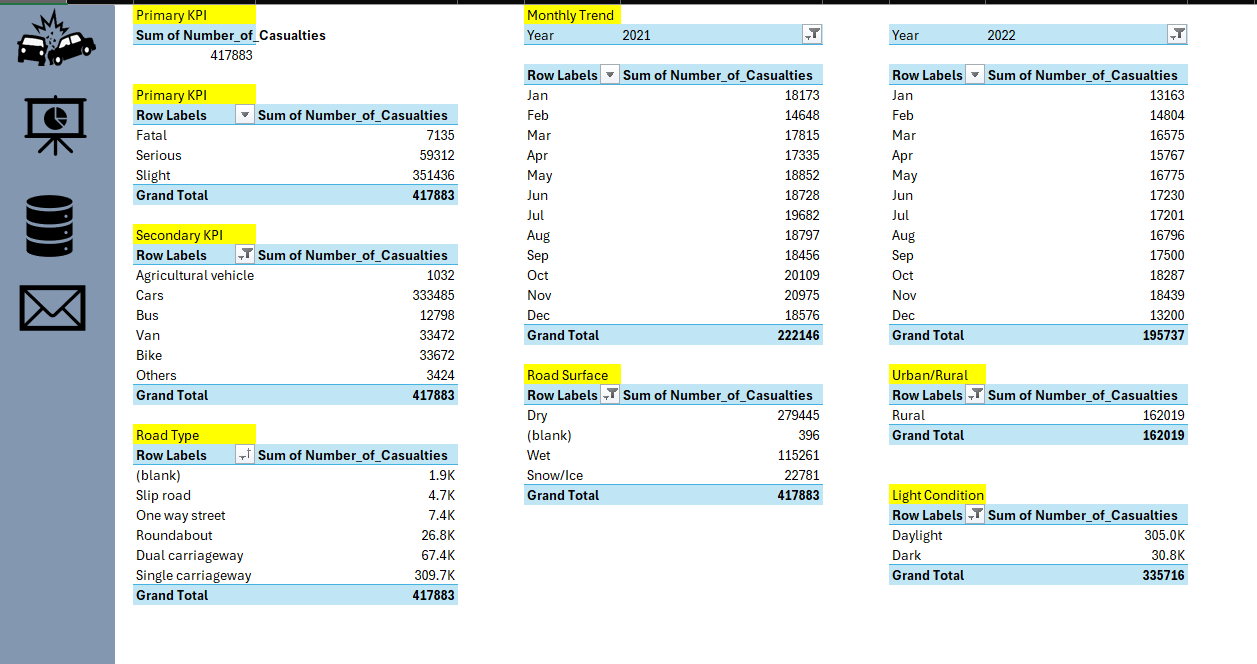 Primary KPI
Sum of Number_of_Casualties
417883
Primary KPI
Row Labels Sum of Number_of_Casualties
Fatal 7135
Serious 59312
Slight 351436
Grand Total 417883
Secondary KPI
Row Labels Sum of Number_of_Casualties
Agricultural vehicle 1032
Cars 333485
Bus 12798
Van 33472
Bike 33672
Others 3424
Grand Total 417883
Road Type
Row Labels Sum of Number_of_Casualties
(blank) 1.9K
Slip road 4.7K
One way street 7.4K
Roundabout 26.8K
Dual carriageway 67.4K
Single carriageway 309.7K
Grand Total 417883
Monthly Trend
Year 2021
Row Labels Sum of Number_of_Casualties
Jan 18173
Feb 14648
Mar 17815
Apr 17335
May 18852
Jun 18728
Jul 19682
Aug 18797
Sep 18456
Oct 20109
Nov 20975
Dec 18576
Grand Total 222146
Road Surface
Row Labels Sum of Number_of_Casualties
Dry 279445
(blank) 396
Wet 115261
Snow/Ice 22781
Grand Total 417883
Year 2022
Row Labels Sum of Number_of_Casualties
Jan 13163
Feb 14804
Mar 16575
Apr 15767
May 16775
Jun 17230
Jul 17201
Aug 16796
Sep 17500
Oct 18287
Nov 18439
Dec 13200
Grand Total 195737
Urban/Rural
Row Labels Sum of Number_of_Casualties
Rural 162019
Grand Total 162019
Light Condition
Row Labels Sum of Number_of_Casualties
Daylight 305.0K
Dark 30.8K
Grand Total 335716